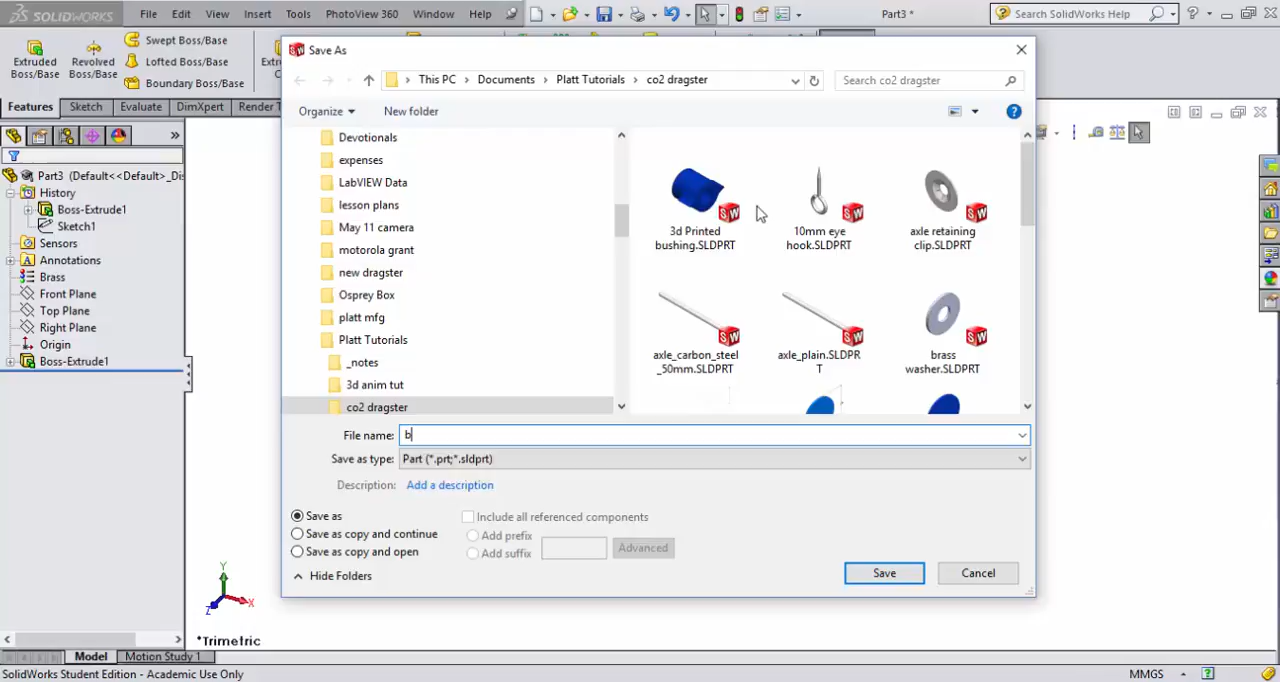 SOLIDWORKS File Edit View Insert Tools PhotoView 360 Window Help Part3 * Search SolidWorks Help
Extruded Boss/Base
Revolved Boss/Base
Swept Boss/Base
Lofted Boss/Base
Boundary Boss/Base
Features Sketch Evaluate DimXpert Render T
Part3 (Default<<Default>_Dis
History
Boss-Extrude1
Sketch1
Sensors
Annotations
Brass
Front Plane
Top Plane
Right Plane
Origin
Boss-Extrude1
Save As
This PC > Documents > Platt Tutorials > co2 dragster
Search co2 dragster
Organize New folder
Devotionals
expenses
LabVIEW Data
lesson plans
May 11 camera
motorola grant
new dragster
Osprey Box
platt mfg
Platt Tutorials
_notes
3d anim tut
co2 dragster
3d Printed
bushing.SLDPRT
10mm eye
hook.SLDPRT
axle retaining
clip.SLDPRT
axle_carbon_steel
_50mm.SLDPRT
axle_plain.SLDPR
T
brass
washer.SLDPRT
File name: b
Save as type: Part (*.prt;*.sldprt)
Description: Add a description
Save as
Save as copy and continue
Save as copy and open
Include all referenced components
Add prefix
Add suffix
Advanced
Hide Folders
Save Cancel
Y
X
Z
*Trimetric
Model Motion Study 1
SolidWorks Student Edition - Academic Use Only MMGS